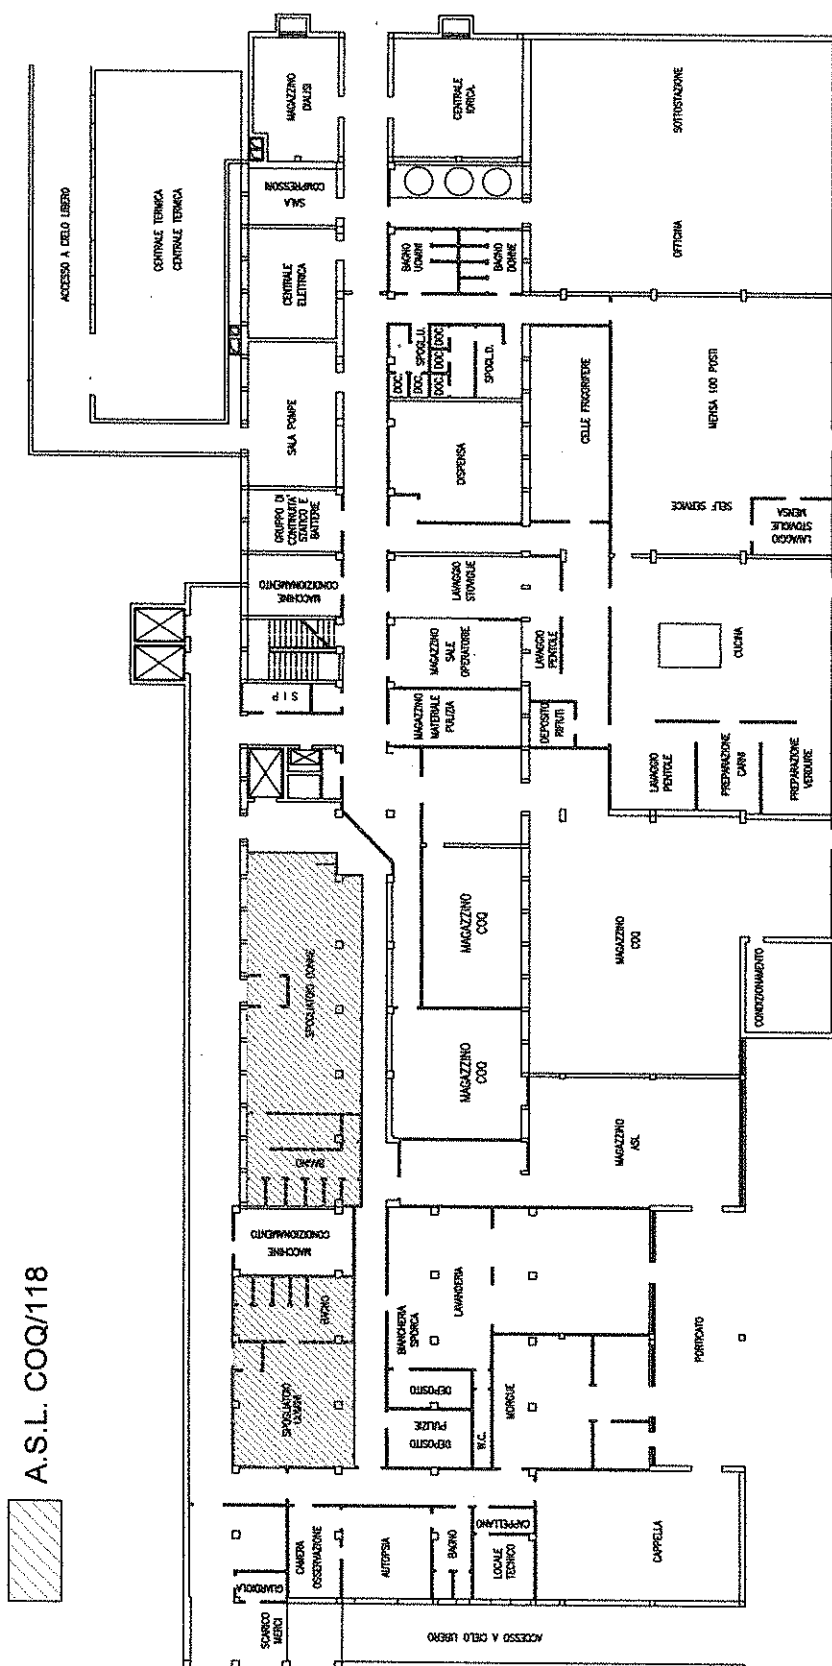 A.S.L. COQ/118
ACCESSO A CIELO LIBERO
CENTRALE TERMICA
CENTRALE TERMICA
MAGAZZINO
DIALISI
SALA
COMPRESSORI
CENTRALE
ELETTRICA
SALA POMPE
GRUPPO DI
CONTINUITA'
STATICO E
BATTERIE
MACCHINE
CONDIZIONAMENTO
S I P
CENTRALE
IDRICA.
SOTTOSTAZIONE
OFFICINA
BAGNO
UOMINI
BAGNO
DONNE
SPOGL.U.
DOC.
DOC.
DOC.
DOC.
DOC.
SPOGL.D.
DISPENSA
CELLE FRIGORIFERE
MENSA 100 POSTI
SELF SERVICE
LAVAGGIO
STOVIGLIE
MENSA
LAVAGGIO
STOVIGLIE
MAGAZZINO
SALE
OPERATORIE
LAVAGGIO
PENTOLE
CUCINA
MAGAZZINO
MATERIALE
PULIZIA
DEPOSITO
RIFIUTI
LAVAGGIO
PENTOLE
PREPARAZIONE
CARNI
PREPARAZIONE
VERDURE
MAGAZZINO
COQ
MAGAZZINO
COQ
MAGAZZINO
COQ
CONDIZIONAMENTO
MAGAZZINO
ASL
SPOGLIATOIO DONNE
BAGNO
MACCHINE
CONDIZIONAMENTO
BAGNO
SPOGLIATOIO
UOMINI
BIANCHERIA
SPORCA
LAVANDERIA
DEPOSITO
DEPOSITO
PULIZIE
W.C.
MORGUE
PORTICATO
CAMERA
OSSERVAZIONE
GUARDIOLA
SCARICO
MERCI
AUTOPSIA
BAGNO
CAPPELLANO
LOCALE
TECNICO
CAPPELLA
ACCESSO A CIELO LIBERO